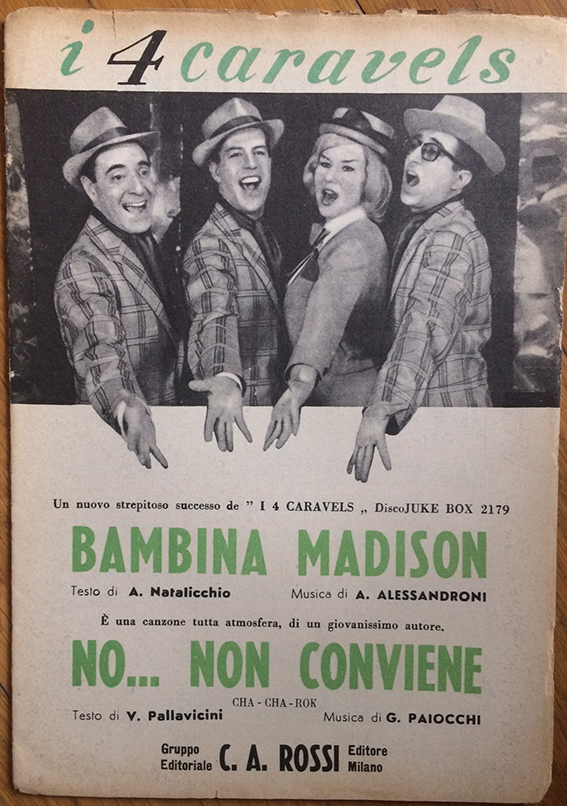 i 4 caravels
Un nuovo strepitoso successo de " I 4 CARAVELS „ DiscoJUKE BOX 2179
BAMBINA MADISON
Testo di A. Natalicchio Musica di A. ALESSANDRONI
È una canzone tutta atmosfera, di un giovanissimo autore.
NO... NON CONVIENE
CHA - CHA - ROK
Testo di V. Pallavicini Musica di G. PAIOCCHI
Gruppo Editoriale C. A. ROSSI Editore Milano